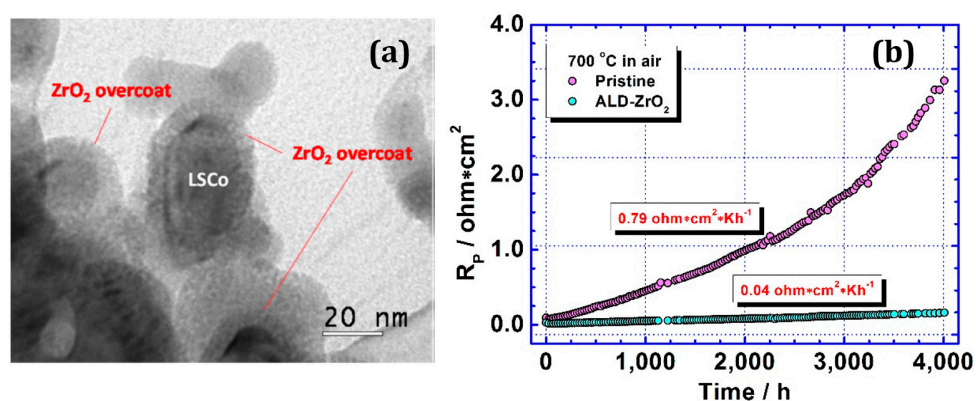 (a)
ZrO₂ overcoat
ZrO₂ overcoat
LSCo
20 nm
(b)
700 °C in air
Pristine
ALD-ZrO₂
0.79 ohm*cm²*Kh⁻¹
0.04 ohm*cm²*Kh⁻¹
R_P / ohm*cm²
4.0
3.0
2.0
1.0
0.0
0
1,000
2,000
3,000
4,000
Time / h